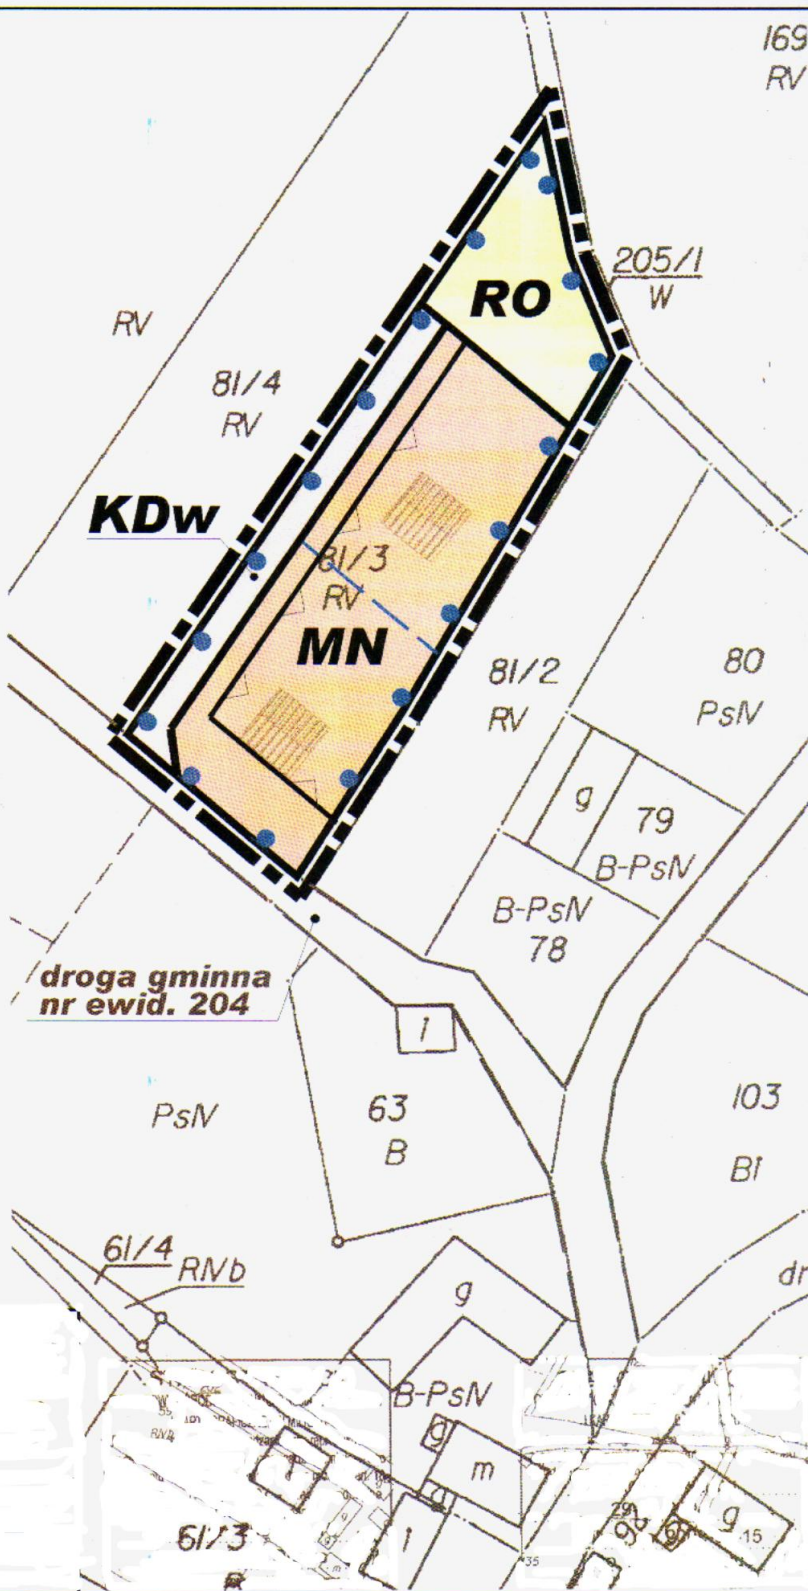 169
RV
205/1
W
RO
RV
81/4
RV
KDw
81/3
RV
MN
81/2
RV
80
PsIV
g
79
B-PsIV
B-PsIV
78
droga gminna
nr ewid. 204
i
PsIV
63
B
103
BI
61/4
RIVb
g
dr
B-PsIV
g
m
g
i
61/3
g
15
35
29